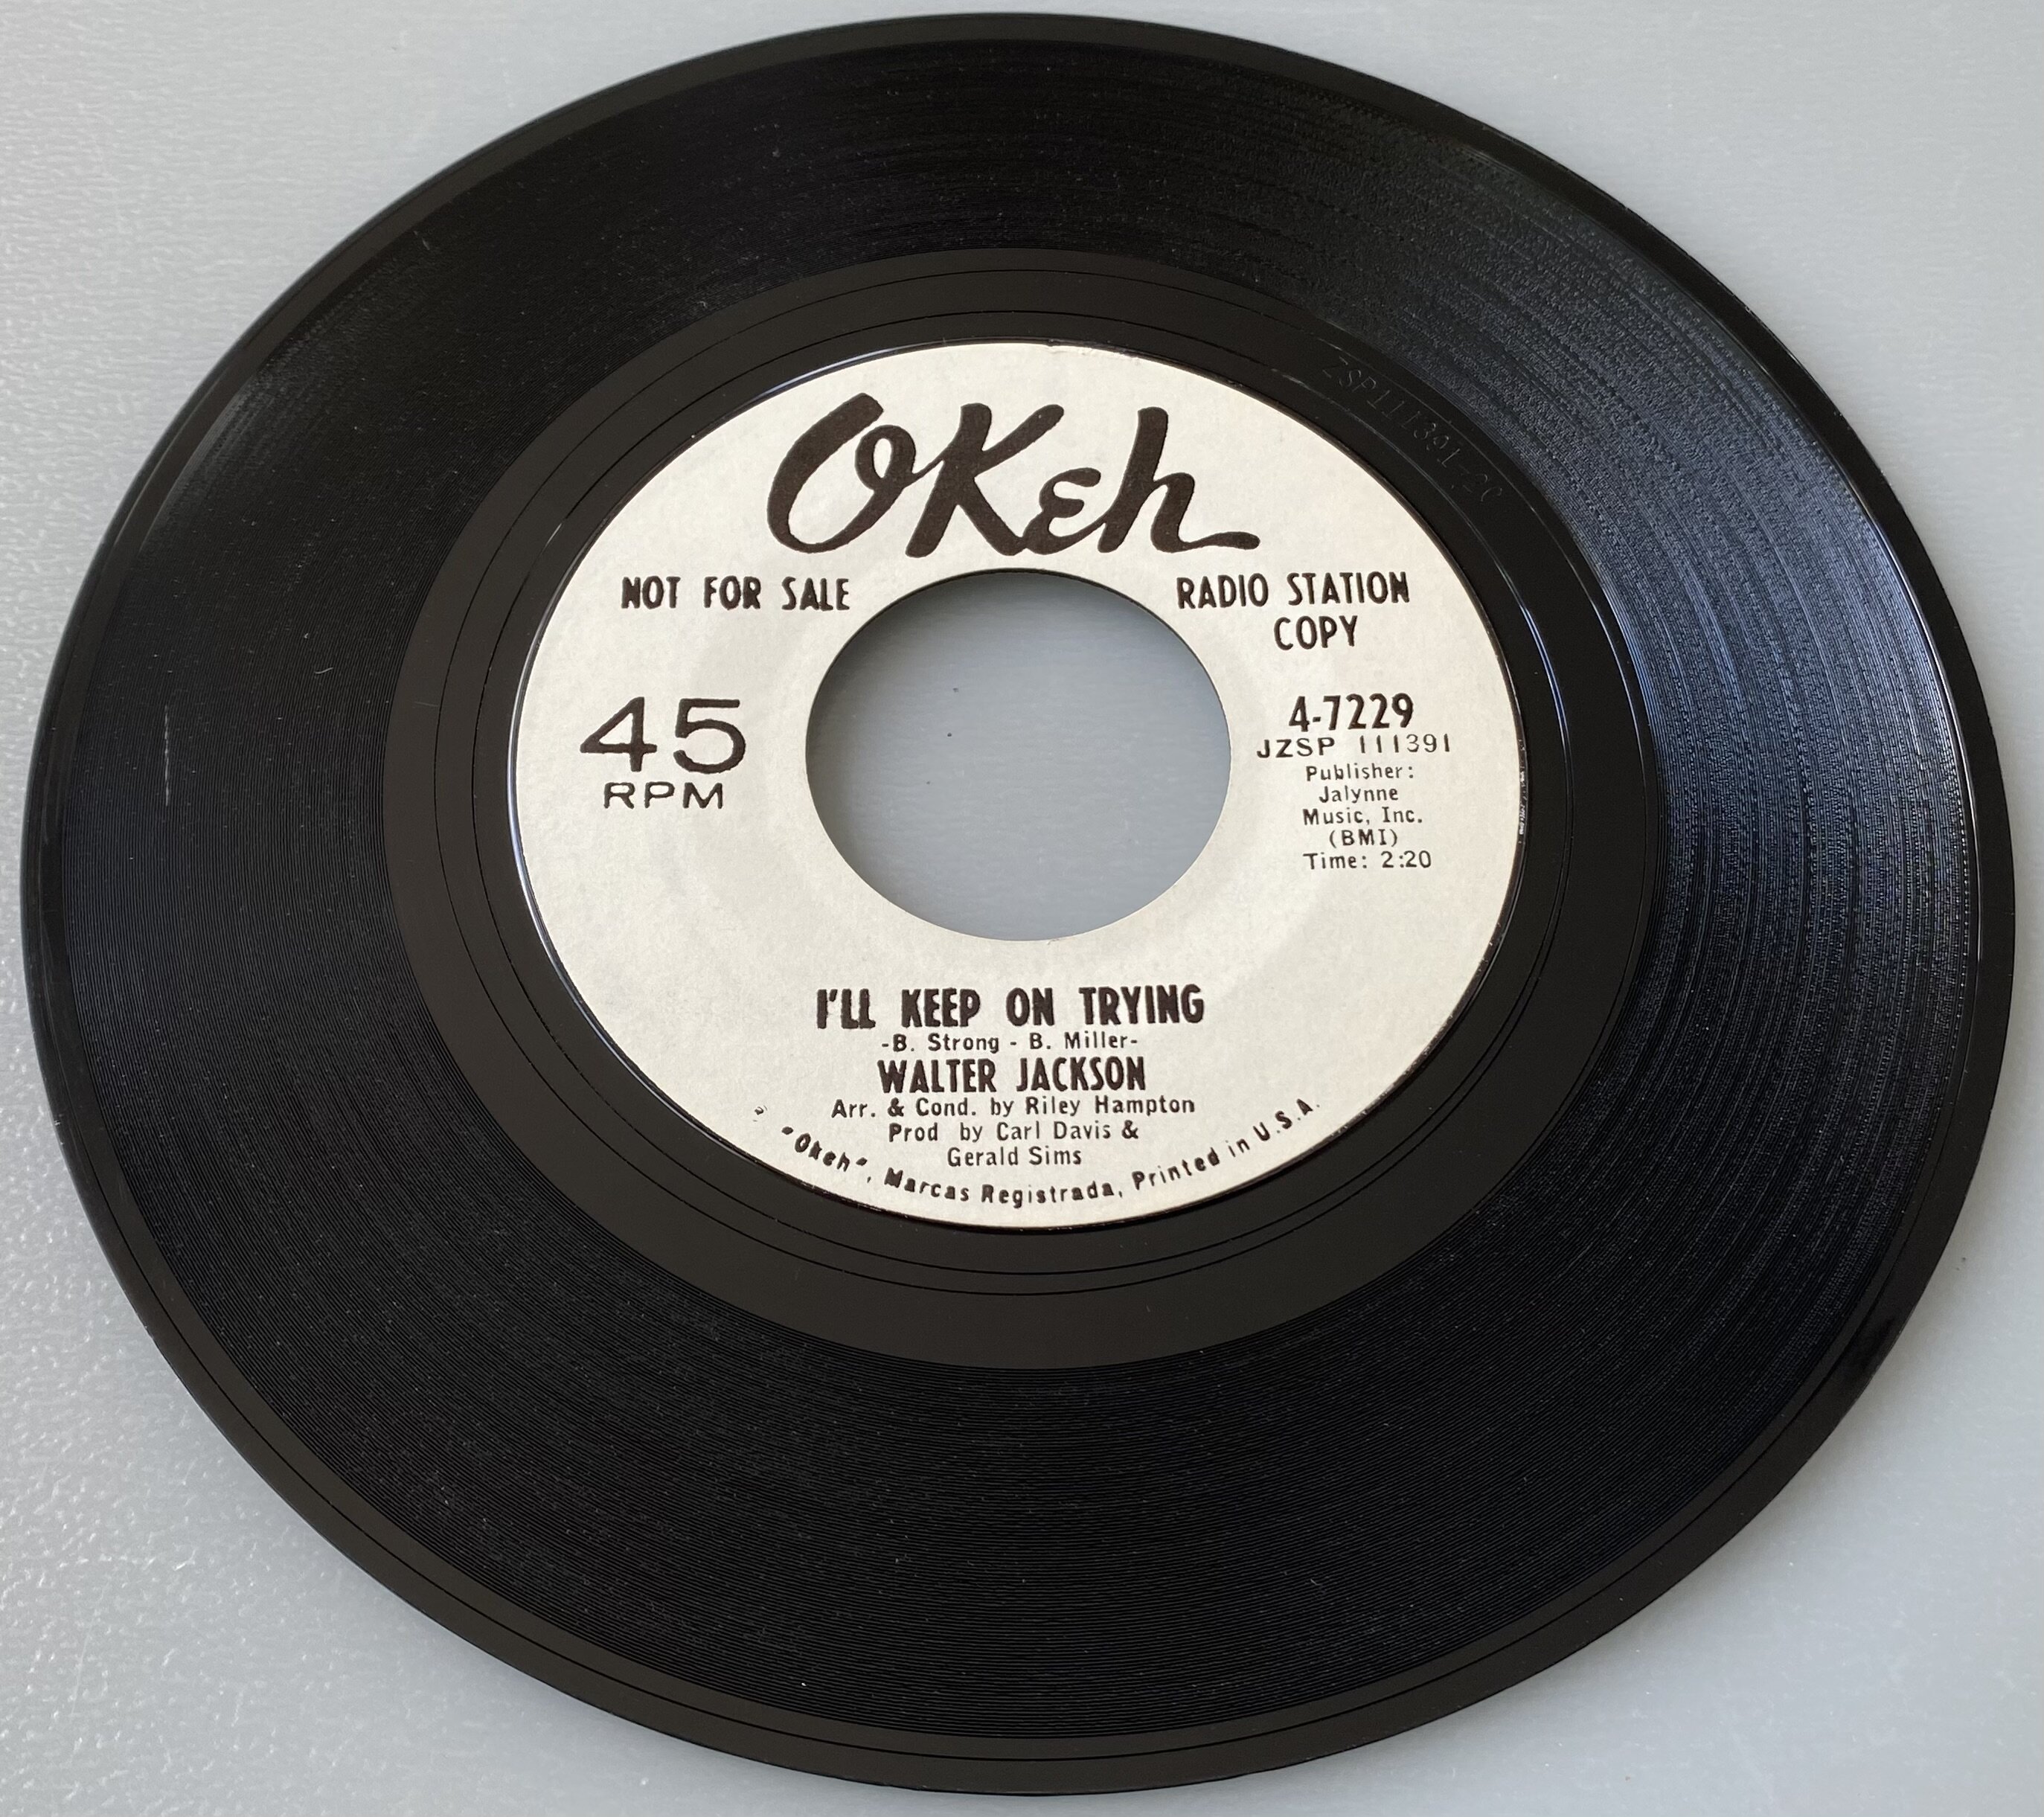 OKeh
NOT FOR SALE
RADIO STATION
COPY
45
RPM
4-7229
JZSP 111391
Publisher:
Jalynne
Music, Inc.
(BMI)
Time: 2:20
I'LL KEEP ON TRYING
-B. Strong - B. Miller-
WALTER JACKSON
Arr. & Cond. by Riley Hampton
Prod by Carl Davis &
Gerald Sims
"Okeh", Marcas Registrada, Printed in U.S.A.